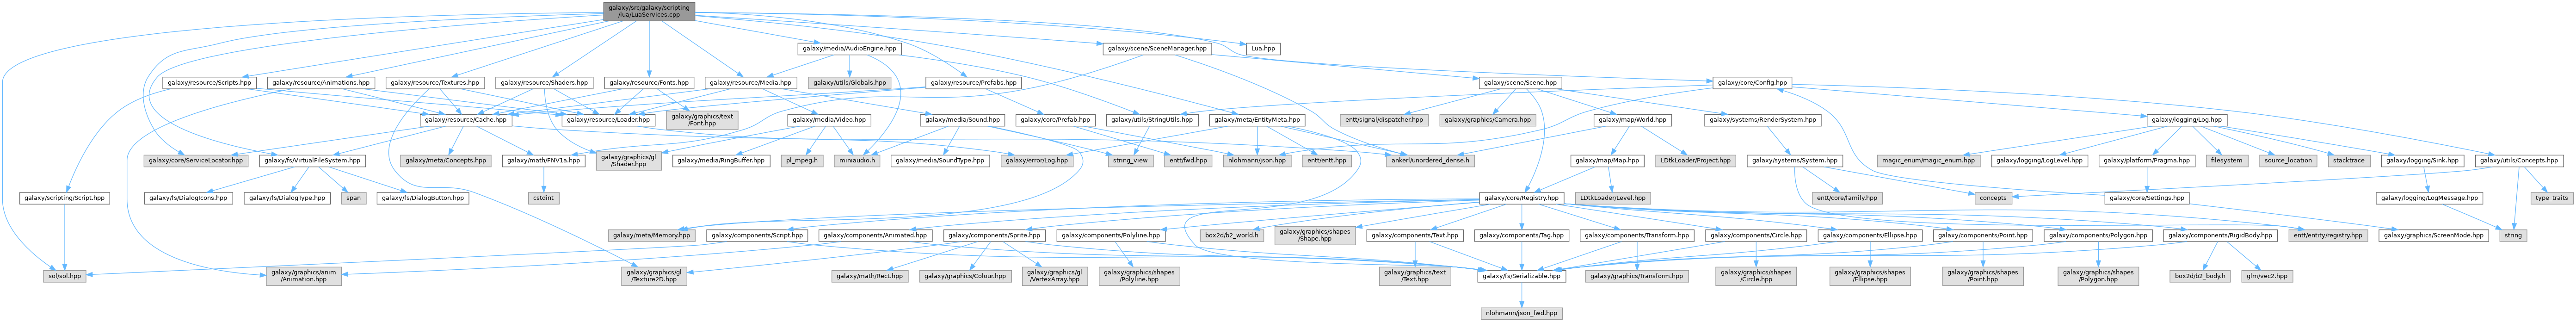 galaxy/src/galaxy/scripting
/lua/LuaServices.cpp
galaxy/media/AudioEngine.hpp
galaxy/scene/SceneManager.hpp
Lua.hpp
galaxy/resource/Scripts.hpp
galaxy/resource/Animations.hpp
galaxy/resource/Textures.hpp
galaxy/resource/Shaders.hpp
galaxy/resource/Fonts.hpp
galaxy/resource/Media.hpp
galaxy/utils/Globals.hpp
galaxy/resource/Prefabs.hpp
galaxy/scene/Scene.hpp
galaxy/core/Config.hpp
galaxy/resource/Cache.hpp
galaxy/resource/Loader.hpp
galaxy/graphics/text
/Font.hpp
galaxy/media/Video.hpp
galaxy/media/Sound.hpp
galaxy/core/Prefab.hpp
galaxy/utils/StringUtils.hpp
galaxy/meta/EntityMeta.hpp
entt/signal/dispatcher.hpp
galaxy/graphics/Camera.hpp
galaxy/map/World.hpp
galaxy/systems/RenderSystem.hpp
galaxy/logging/Log.hpp
galaxy/core/ServiceLocator.hpp
galaxy/fs/VirtualFileSystem.hpp
galaxy/meta/Concepts.hpp
galaxy/math/FNV1a.hpp
galaxy/graphics/gl
/Shader.hpp
galaxy/media/RingBuffer.hpp
pl_mpeg.h
miniaudio.h
galaxy/media/SoundType.hpp
string_view
galaxy/error/Log.hpp
entt/fwd.hpp
nlohmann/json.hpp
entt/entt.hpp
ankerl/unordered_dense.h
galaxy/map/Map.hpp
LDtkLoader/Project.hpp
galaxy/systems/System.hpp
magic_enum/magic_enum.hpp
galaxy/logging/LogLevel.hpp
galaxy/platform/Pragma.hpp
filesystem
source_location
stacktrace
galaxy/logging/Sink.hpp
galaxy/utils/Concepts.hpp
galaxy/scripting/Script.hpp
galaxy/fs/DialogIcons.hpp
galaxy/fs/DialogType.hpp
span
galaxy/fs/DialogButton.hpp
cstdint
galaxy/core/Registry.hpp
LDtkLoader/Level.hpp
entt/core/family.hpp
concepts
galaxy/core/Settings.hpp
galaxy/logging/LogMessage.hpp
type_traits
galaxy/meta/Memory.hpp
galaxy/components/Script.hpp
galaxy/components/Animated.hpp
galaxy/components/Sprite.hpp
galaxy/components/Polyline.hpp
box2d/b2_world.h
galaxy/graphics/shapes
/Shape.hpp
galaxy/components/Text.hpp
galaxy/components/Tag.hpp
galaxy/components/Transform.hpp
galaxy/components/Circle.hpp
galaxy/components/Ellipse.hpp
galaxy/components/Point.hpp
galaxy/components/Polygon.hpp
galaxy/components/RigidBody.hpp
entt/entity/registry.hpp
galaxy/graphics/ScreenMode.hpp
string
sol/sol.hpp
galaxy/graphics/anim
/Animation.hpp
galaxy/graphics/gl
/Texture2D.hpp
galaxy/math/Rect.hpp
galaxy/graphics/Colour.hpp
galaxy/graphics/gl
/VertexArray.hpp
galaxy/graphics/shapes
/Polyline.hpp
galaxy/graphics/text
/Text.hpp
galaxy/fs/Serializable.hpp
galaxy/graphics/Transform.hpp
galaxy/graphics/shapes
/Circle.hpp
galaxy/graphics/shapes
/Ellipse.hpp
galaxy/graphics/shapes
/Point.hpp
galaxy/graphics/shapes
/Polygon.hpp
box2d/b2_body.h
glm/vec2.hpp
nlohmann/json_fwd.hpp